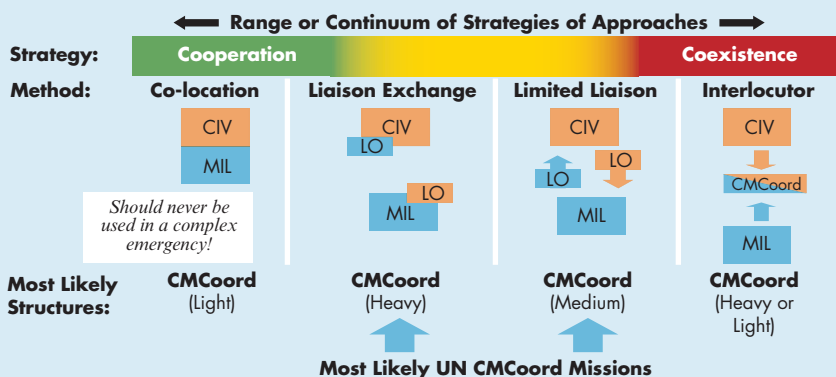 Range or Continuum of Strategies of Approaches
Strategy: Cooperation Coexistence
Method: Co-location Liaison Exchange Limited Liaison Interlocutor
CIV CIV CIV CIV
LO LO
MIL LO CMCoord
LO
MIL MIL
MIL
Should never be
used in a complex
emergency!
Most Likely
Structures:
CMCoord CMCoord CMCoord CMCoord
(Light) (Heavy) (Medium) (Heavy or
Light)
Most Likely UN CMCoord Missions